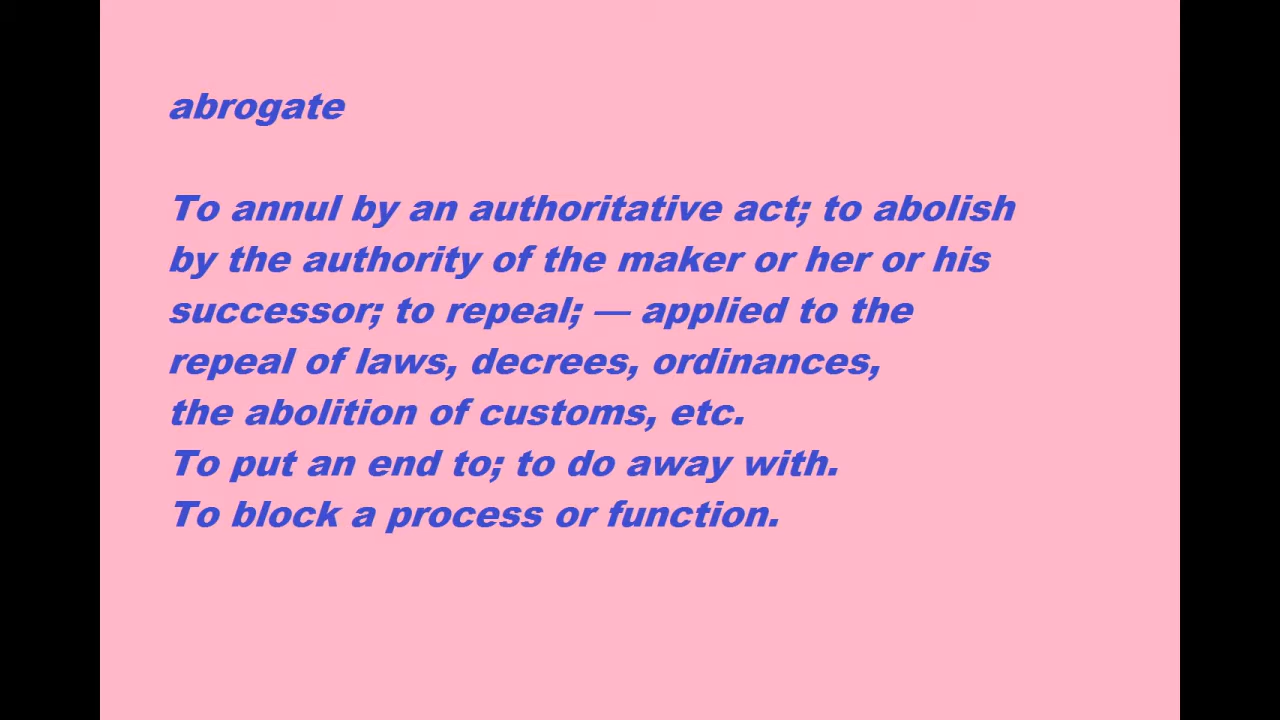 abrogate
To annul by an authoritative act; to abolish
by the authority of the maker or her or his
successor; to repeal; — applied to the
repeal of laws, decrees, ordinances,
the abolition of customs, etc.
To put an end to; to do away with.
To block a process or function.